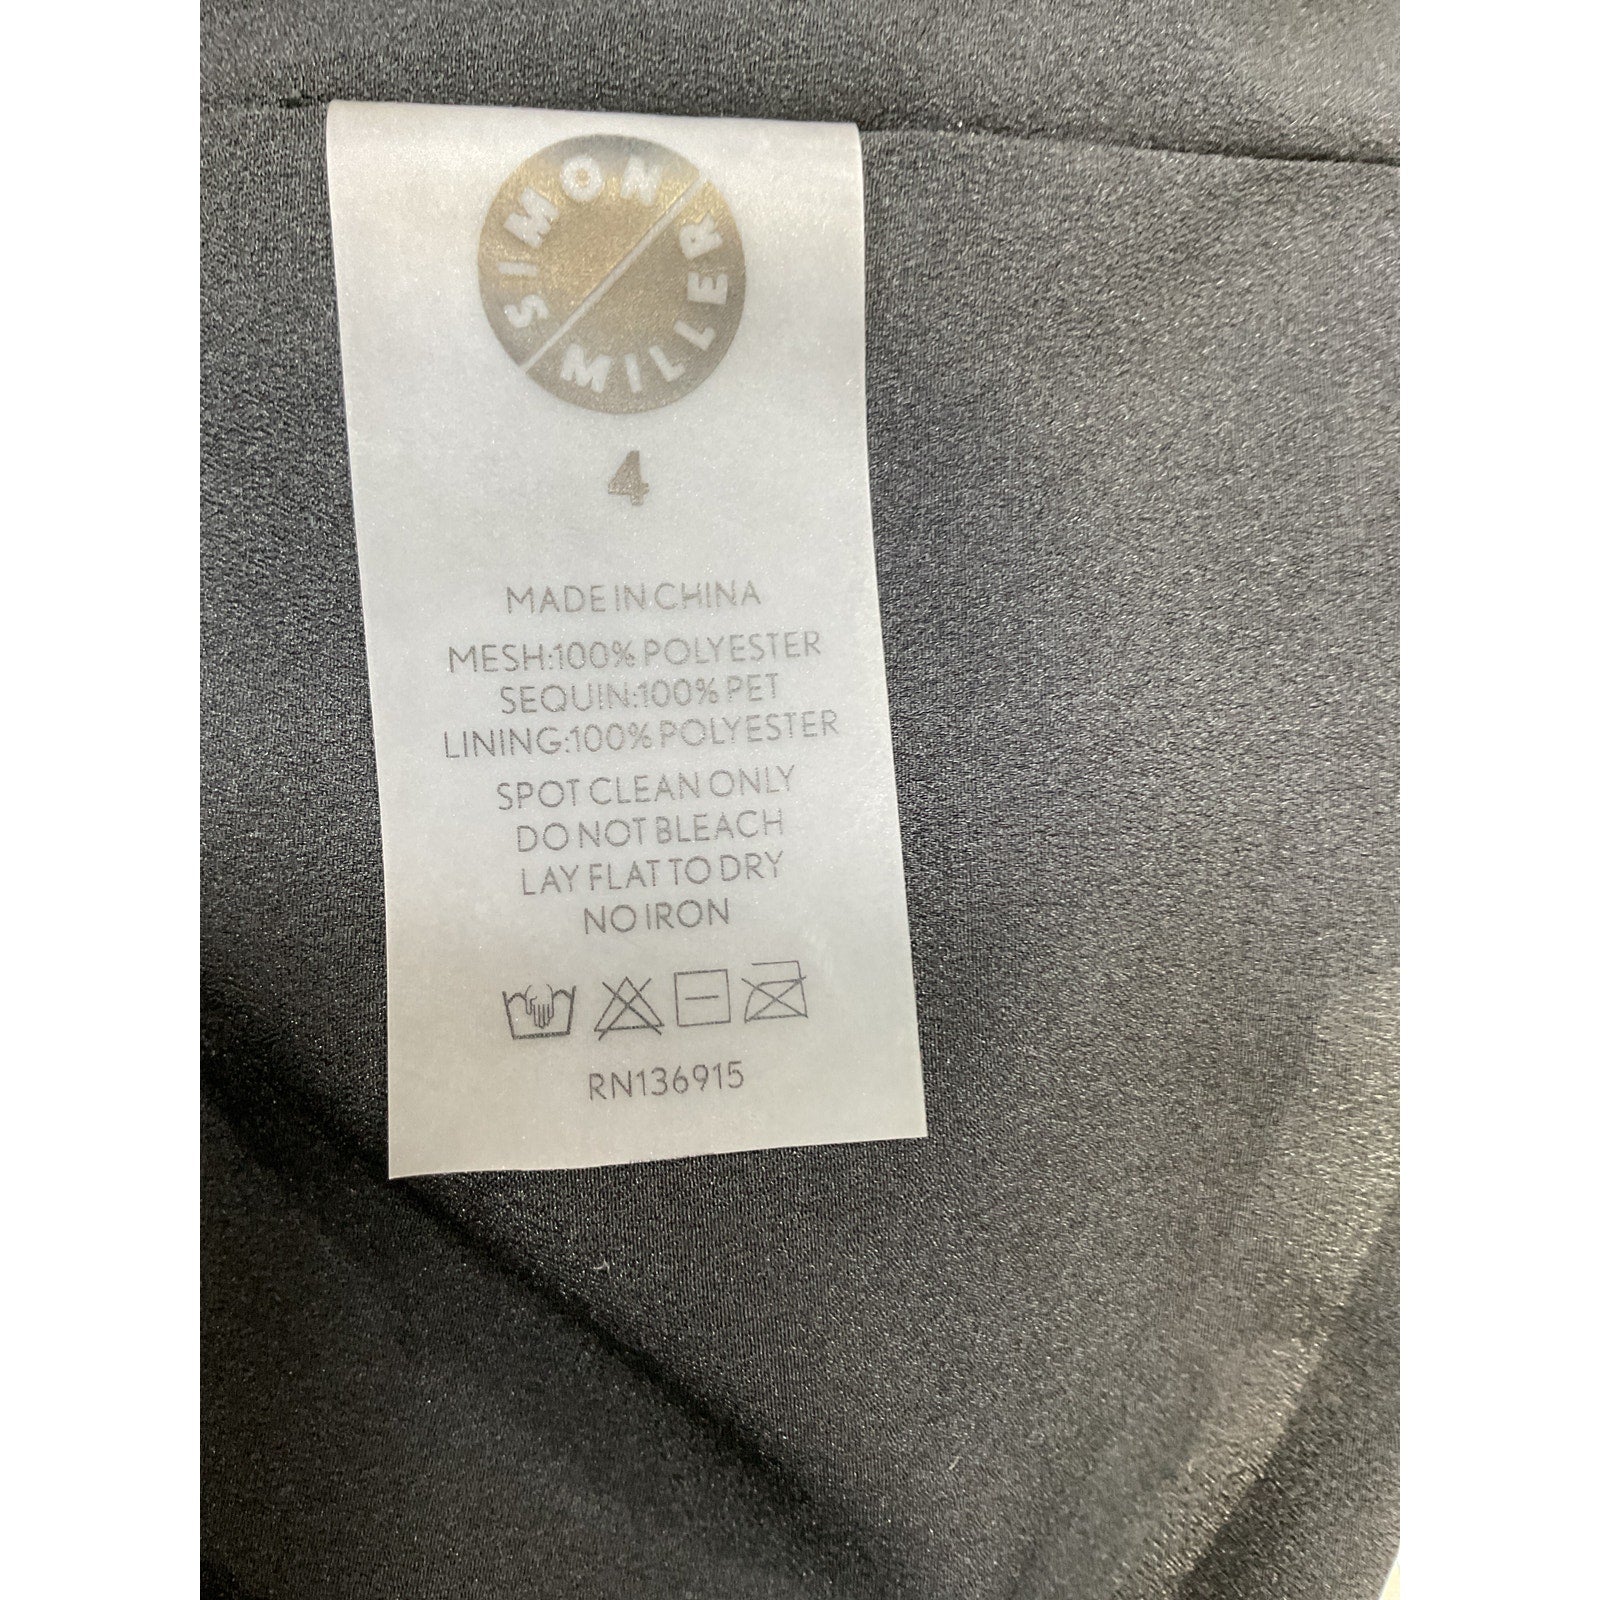 SIMON
MILLER
4
MADE IN CHINA
MESH:100% POLYESTER
SEQUIN:100% PET
LINING:100% POLYESTER
SPOT CLEAN ONLY
DO NOT BLEACH
LAY FLAT TO DRY
NO IRON
RN136915